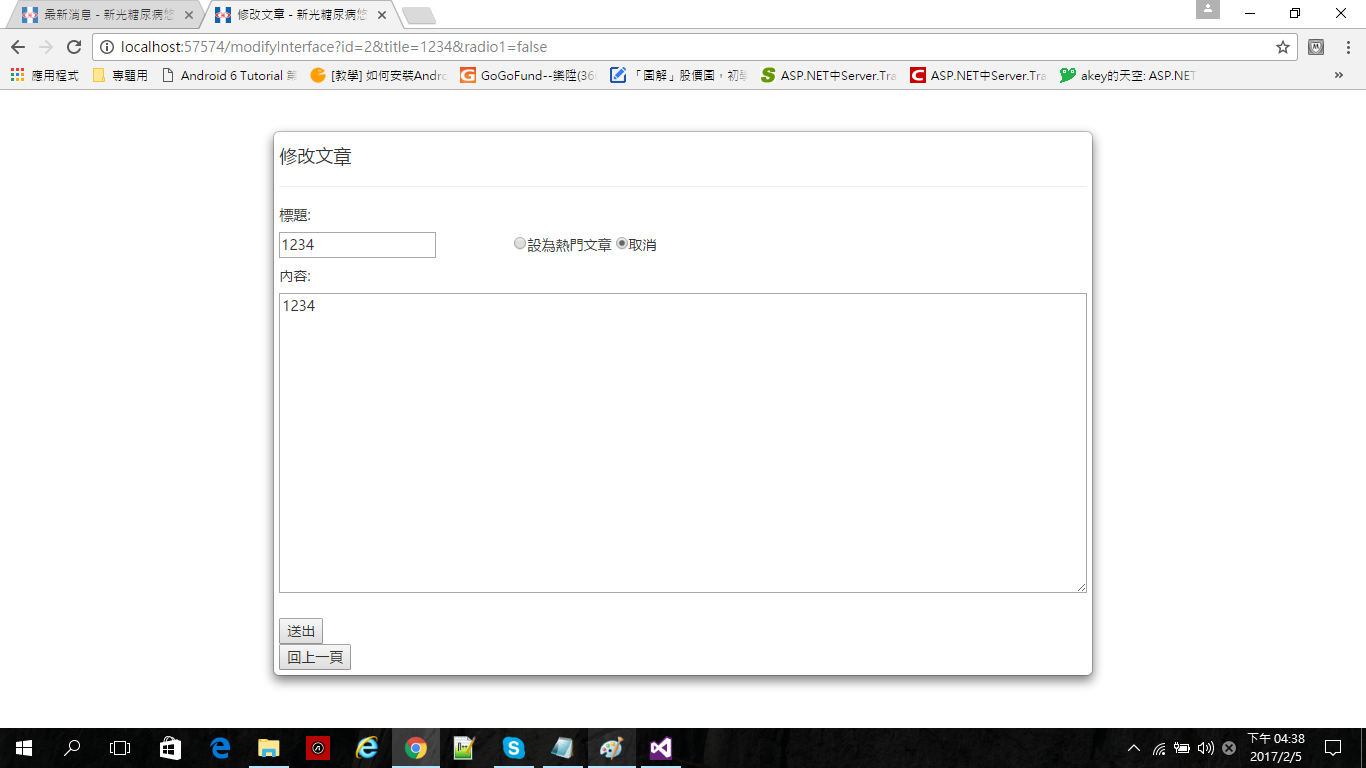 最新消息 - 新光糖尿病悠
修改文章 - 新光糖尿病悠
localhost:57574/modifyInterface?id=2&title=1234&radio1=false
應用程式 專題用 Android 6 Tutorial [教學] 如何安裝Andro GoGoFund--樂陞(36 「圖解」股價圖，初學 ASP.NET中Server.Tra ASP.NET中Server.Tra akey的天空: ASP.NET »
修改文章
標題:
1234 設為熱門文章 取消
內容:
1234
送出
回上一頁
下午 04:38
2017/2/5